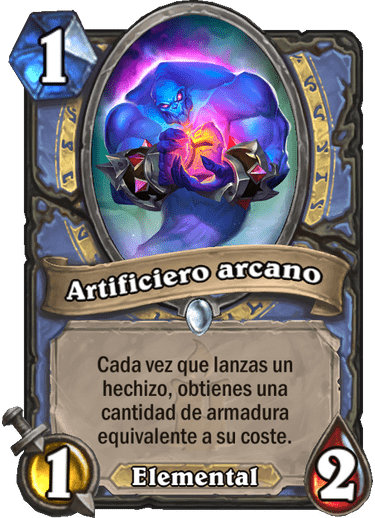 1
Artificiero arcano
Cada vez que lanzas un
hechizo, obtienes una
cantidad de armadura
equivalente a su coste.
1
Elemental
2